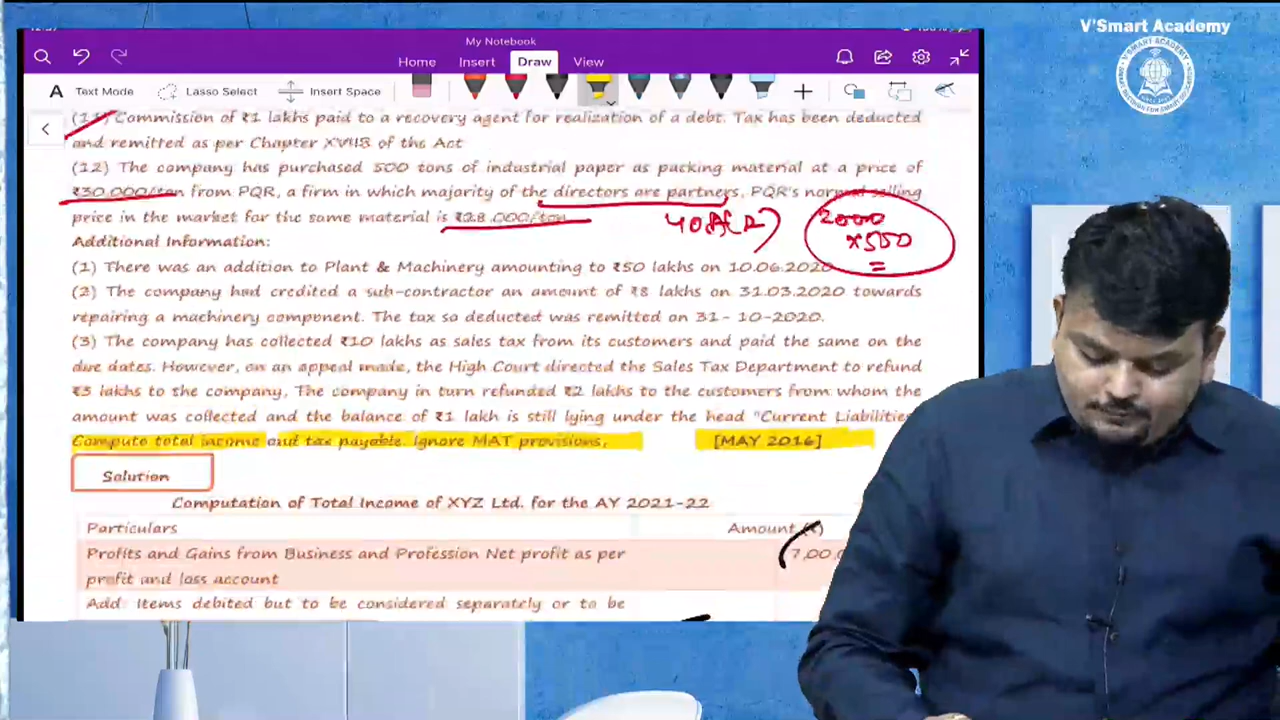 V'Smart Academy
My Notebook
Home Insert Draw View
Text Mode Lasso Select Insert Space
(11) Commission of ₹1 lakhs paid to a recovery agent for realization of a debt. Tax has been deducted
and remitted as per Chapter XVIIB of the Act
(12) The company has purchased 500 tons of industrial paper as packing material at a price of
₹30,000/ton from PQR, a firm in which majority of the directors are partners. PQR's normal selling
price in the market for the same material is ₹28,000/ton
40A(2)
2000
x500
=
Additional Information:
(1) There was an addition to Plant & Machinery amounting to ₹50 lakhs on 10.06.2020
(2) The company had credited a sub-contractor an amount of ₹8 lakhs on 31.03.2020 towards
repairing a machinery component. The tax so deducted was remitted on 31- 10-2020.
(3) The company has collected ₹10 lakhs as sales tax from its customers and paid the same on the
due dates. However, on an appeal made, the High Court directed the Sales Tax Department to refund
₹3 lakhs to the company, The company in turn refunded ₹2 lakhs to the customers from whom the
amount was collected and the balance of ₹1 lakh is still lying under the head "Current Liabilities
Compute total income and tax payable. Ignore MAT provisions, [MAY 2016]
Solution
Computation of Total Income of XYZ Ltd. for the AY 2021-22
Particulars Amount (₹)
Profits and Gains from Business and Profession Net profit as per 7,00,0
profit and loss account
Add: Items debited but to be considered separately or to be